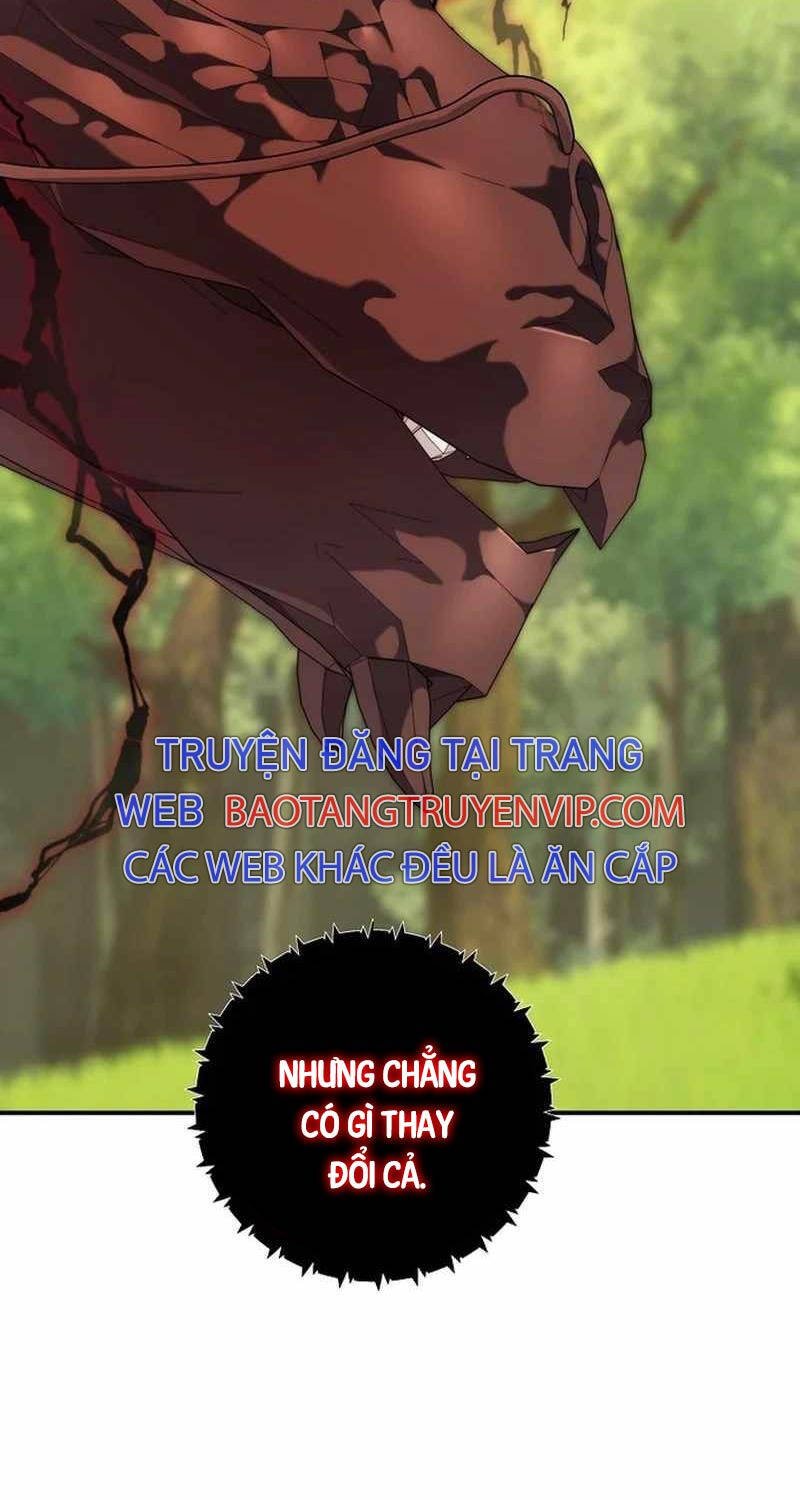 TRUYỆN ĐĂNG TẠI TRANG
WEB BAOTANGTRUYENVIP.COM
CÁC WEB KHÁC ĐỀU LÀ ĂN CẮP
NHƯNG CHẲNG
CÓ GÌ THAY
ĐỔI CẢ.